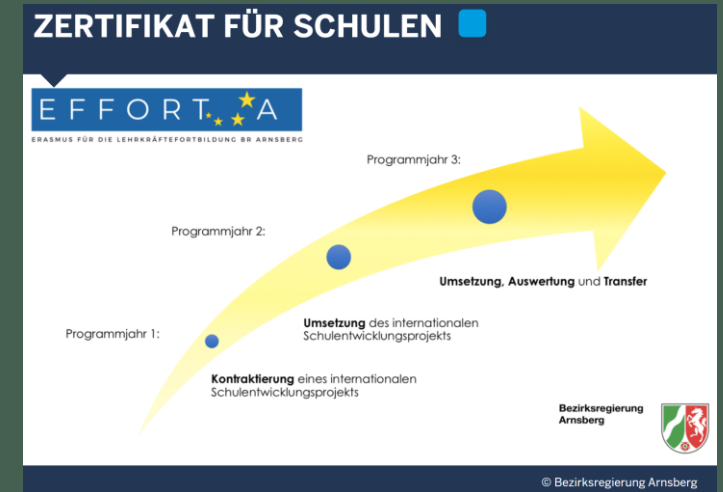 ZERTIFIKAT FÜR SCHULEN
EFFORT A
ERASMUS FÜR DIE LEHRKRÄFTEFORTBILDUNG BR ARNSBERG
Programmjahr 3:
Programmjahr 2:
Umsetzung, Auswertung und Transfer
Umsetzung des internationalen
Schulentwicklungsprojekts
Programmjahr 1:
Kontraktierung eines internationalen
Schulentwicklungsprojekts
Bezirksregierung
Arnsberg
© Bezirksregierung Arnsberg